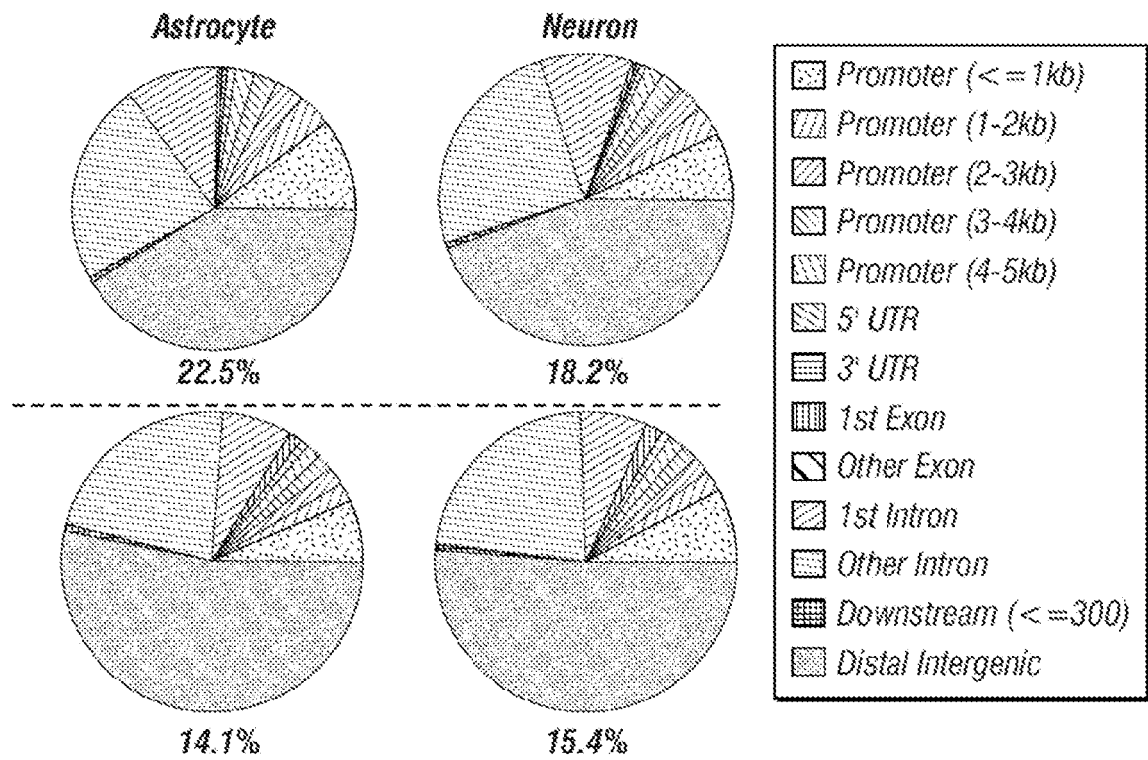 Astrocyte
Neuron
22.5%
18.2%
14.1%
15.4%
Promoter (<=1kb)
Promoter (1-2kb)
Promoter (2-3kb)
Promoter (3-4kb)
Promoter (4-5kb)
5' UTR
3' UTR
1st Exon
Other Exon
1st Intron
Other Intron
Downstream (<=300)
Distal Intergenic